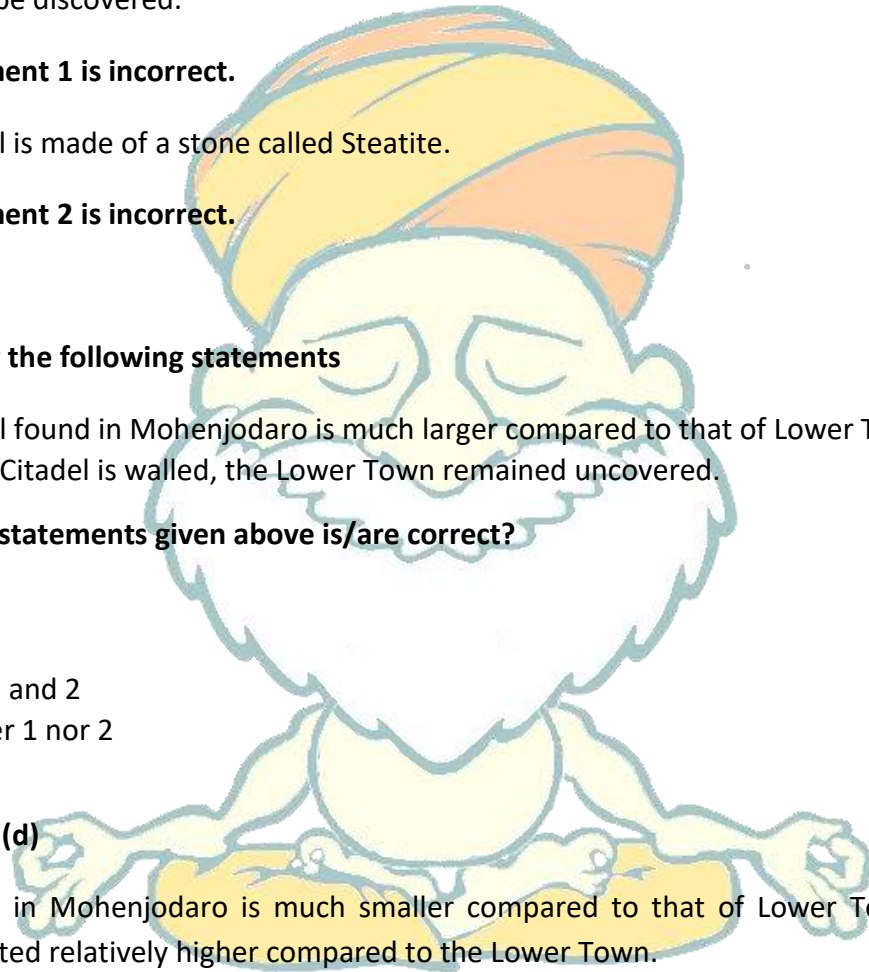 be discovered.
ment 1 is incorrect.
l is made of a stone called Steatite.
ment 2 is incorrect.
the following statements
l found in Mohenjodaro is much larger compared to that of Lower T
Citadel is walled, the Lower Town remained uncovered.
statements given above is/are correct?
and 2
er 1 nor 2
(d)
in Mohenjodaro is much smaller compared to that of Lower To
ted relatively higher compared to the Lower Town.